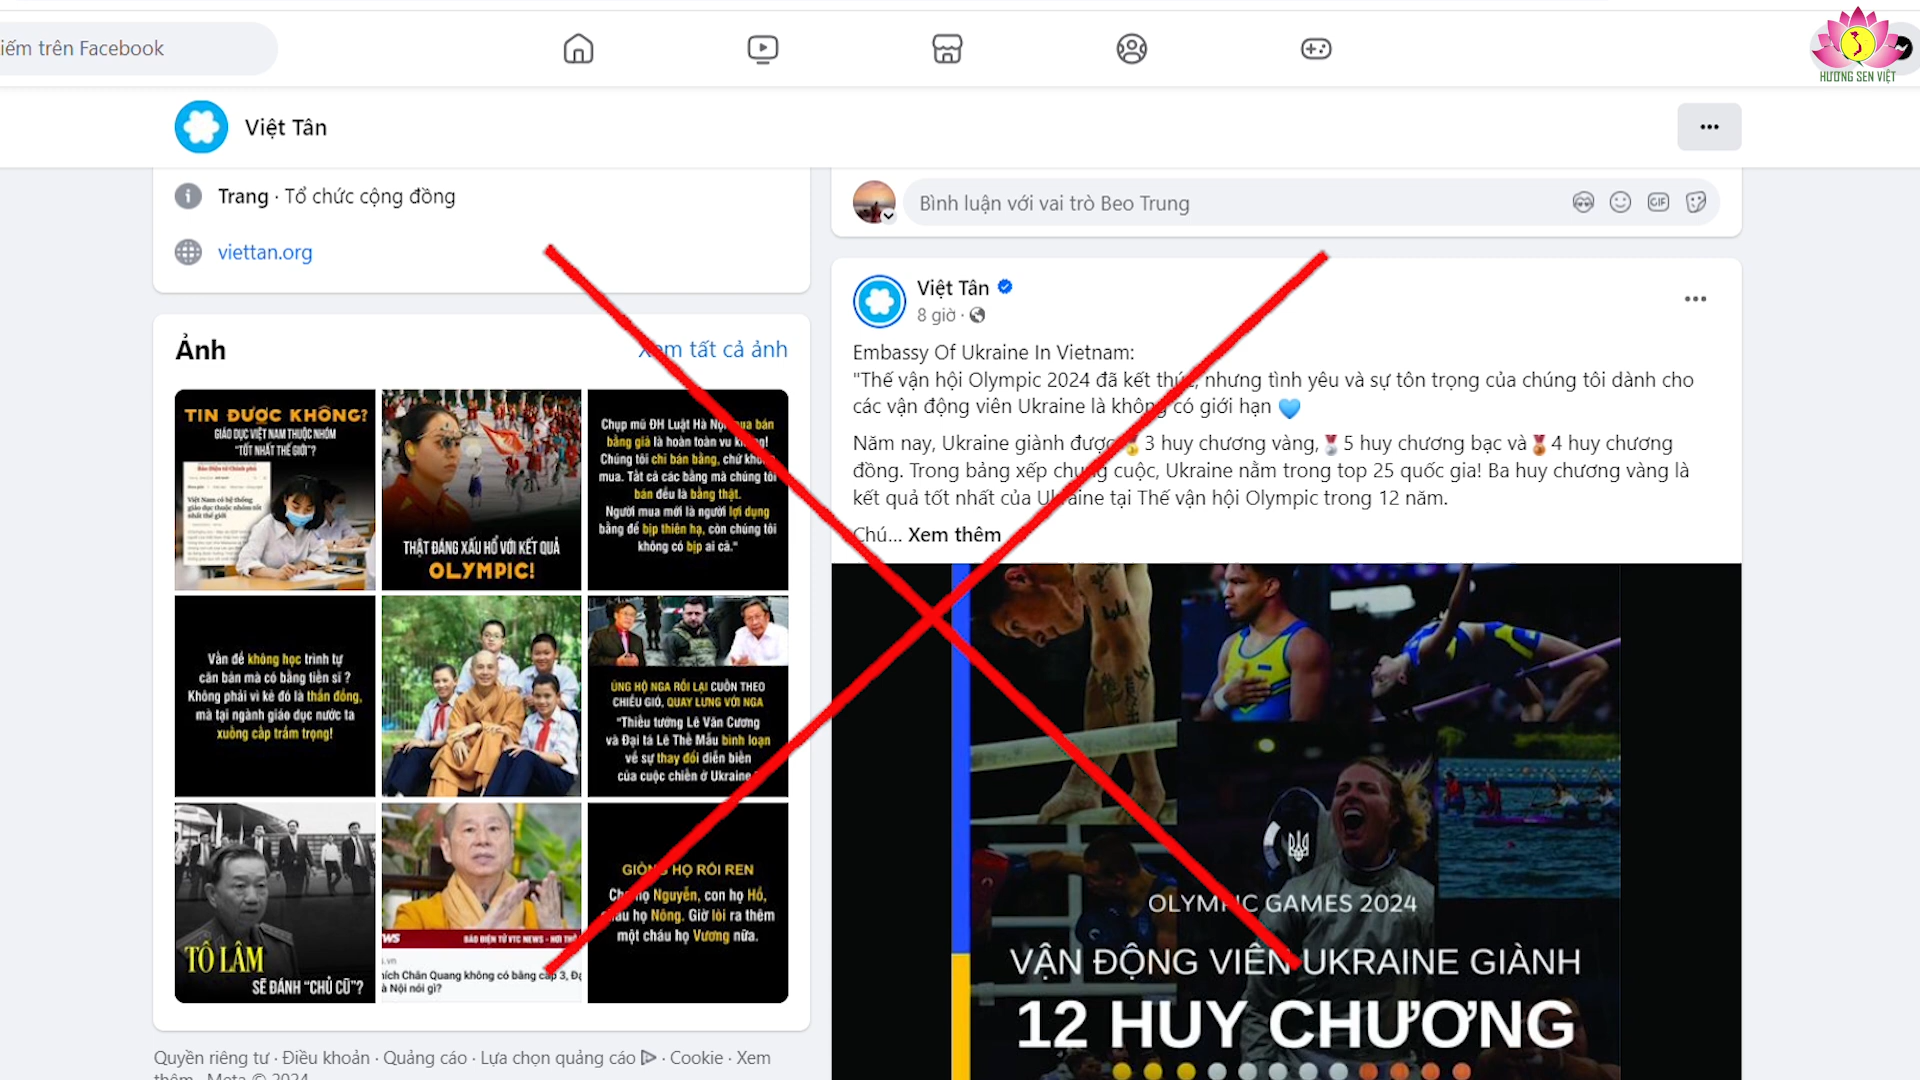 iếm trên Facebook
HƯƠNG SEN VIỆT
Việt Tân
Trang · Tổ chức cộng đồng
viettan.org
Ảnh
Xem tất cả ảnh
TIN ĐƯỢC KHÔNG?
GIÁO DỤC VIỆT NAM THUỘC NHÓM
"TỐT NHẤT THẾ GIỚI"?
Báo điện tử Chính phủ
Việt Nam có hệ thống
giáo dục thuộc nhóm tốt
nhất thế giới
THẬT ĐÁNG XẤU HỔ VỚI KẾT QUẢ
OLYMPIC!
Chụp mũ ĐH Luật Hà Nội mua bán
bằng giả là hoàn toàn vu khống!
Chúng tôi chỉ bán bằng, chứ không
mua. Tất cả các bằng mà chúng tôi
bán đều là bằng thật.
Người mua mới là người lợi dụng
bằng để bịp thiên hạ, còn chúng tôi
không có bịp ai cả."
Vấn đề không học trình tự
căn bản mà có bằng tiến sĩ ?
Không phải vì kẻ đó là thần đồng,
mà tại ngành giáo dục nước ta
xuống cấp trầm trọng!
ỦNG HỘ NGA RỒI LẠI CUỐN THEO
CHIỀU GIÓ, QUAY LƯNG VỚI NGA
"Thiếu tướng Lê Văn Cương
và Đại tá Lê Thế Mẫu bình loạn
về sự thay đổi diễn biến
của cuộc chiến ở Ukraine
TÔ LÂM
SẼ ĐÁNH "CHỦ CŨ"?
WS BÁO ĐIỆN TỬ VTC NEWS - NƠI THỂ
.vn
hích Chân Quang không có bằng cấp 3, Đạ
à Nội nói gì?
GIÒNG HỌ RỐI REN
Cha họ Nguyễn, con họ Hồ,
cháu họ Nông. Giờ lòi ra thêm
một cháu họ Vương nữa.
Quyền riêng tư · Điều khoản · Quảng cáo · Lựa chọn quảng cáo · Cookie · Xem
thêm · Meta © 2024
Bình luận với vai trò Beo Trung
GIF
Việt Tân
8 giờ ·
Embassy Of Ukraine In Vietnam:
"Thế vận hội Olympic 2024 đã kết thúc, nhưng tình yêu và sự tôn trọng của chúng tôi dành cho
các vận động viên Ukraine là không có giới hạn 💙
Năm nay, Ukraine giành được🥇3 huy chương vàng,🥈5 huy chương bạc và🥉4 huy chương
đồng. Trong bảng xếp chung cuộc, Ukraine nằm trong top 25 quốc gia! Ba huy chương vàng là
kết quả tốt nhất của Ukraine tại Thế vận hội Olympic trong 12 năm.
Chú... Xem thêm
OLYMPIC GAMES 2024
VẬN ĐỘNG VIÊN UKRAINE GIÀNH
12 HUY CHƯƠNG